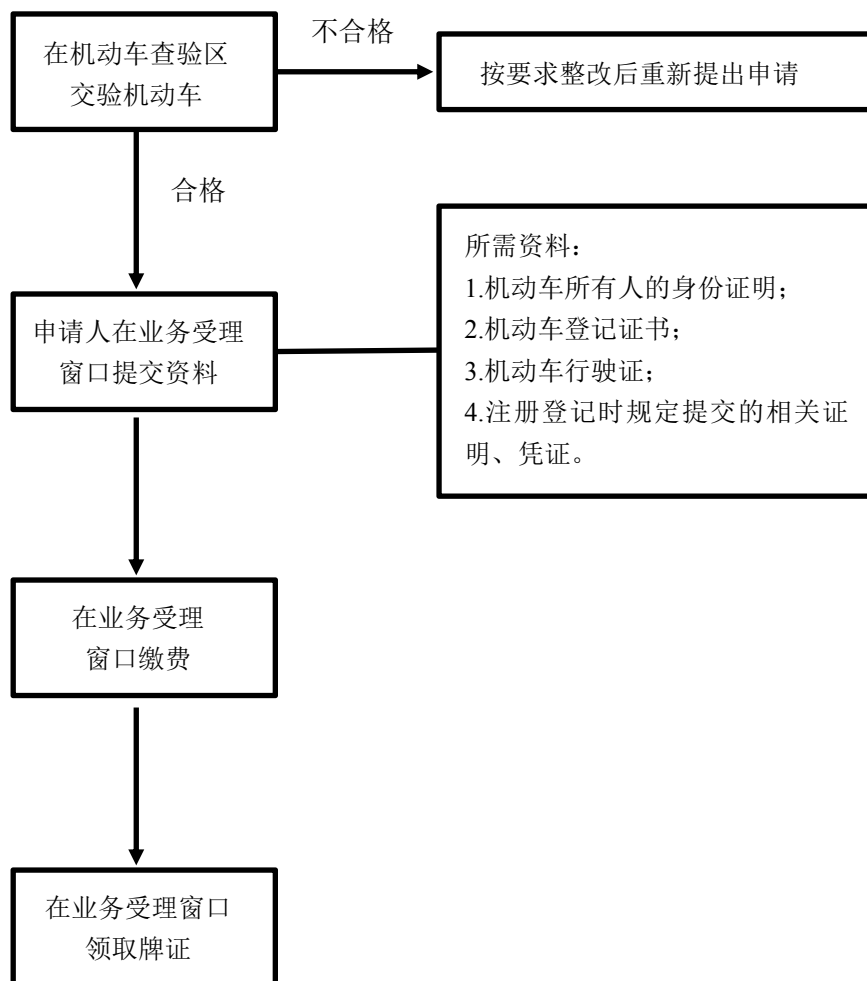 在机动车查验区
交验机动车
不合格
按要求整改后重新提出申请
合格
申请人在业务受理
窗口提交资料
所需资料：
1.机动车所有人的身份证明；
2.机动车登记证书；
3.机动车行驶证；
4.注册登记时规定提交的相关证
明、凭证。
在业务受理
窗口缴费
在业务受理窗口
领取牌证